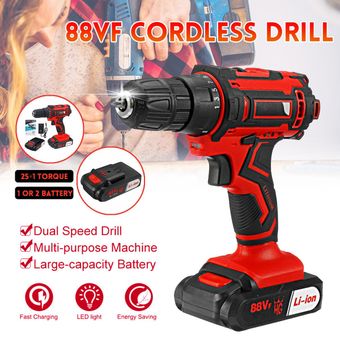 88VF CORDLESS DRILL
25-1 TORQUE
1 OR 2 BATTERY
Dual Speed Drill
Multi-purpose Machine
Large-capacity Battery
88VF
Li-ion
Fast Charging
LED light
Energy Saving